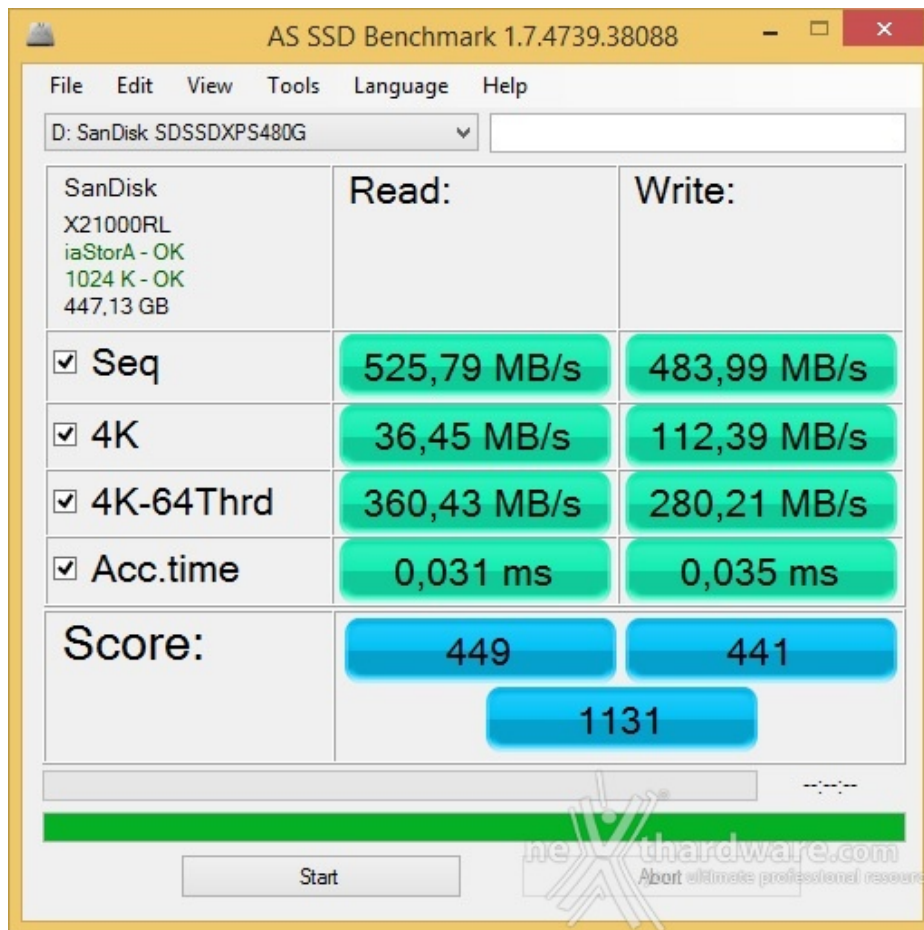 AS SSD Benchmark 1.7.4739.38088
File Edit View Tools Language Help
D: SanDisk SDSSDXPS480G
SanDisk
X21000RL
iaStorA - OK
1024 K - OK
447,13 GB
Read: Write:
Seq 525,79 MB/s 483,99 MB/s
4K 36,45 MB/s 112,39 MB/s
4K-64Thrd 360,43 MB/s 280,21 MB/s
Acc.time 0,031 ms 0,035 ms
Score: 449 441
1131
--:--:--
Start Abort
nexthardware.com
ultimate professional resour